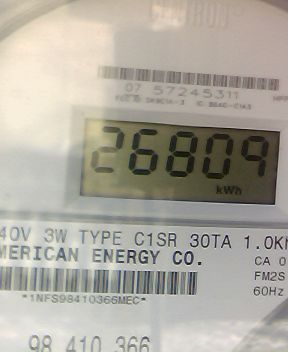 07 57245311
26809
kWh
40V 3W TYPE C1SR 30TA 1.0K
MERICAN ENERGY CO.
CA 0
FM2S
60Hz
*1NFS98410366MEC*
98 410 366